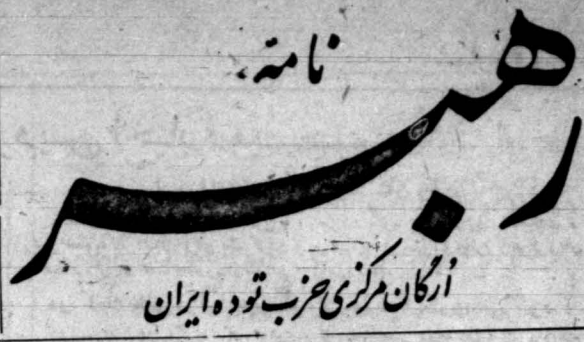 نامهٔ
رهبر
ارگان مرکزی حزب توده ایران